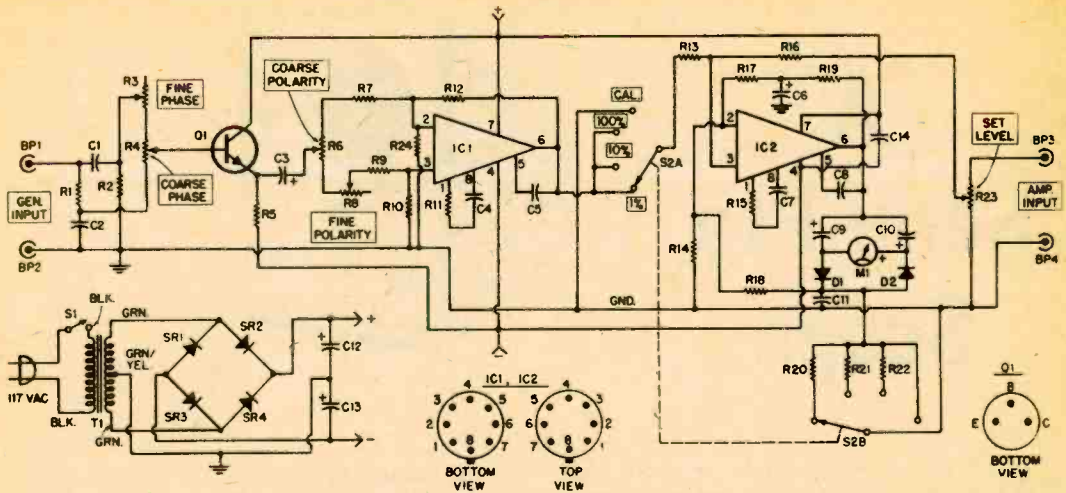 +
R3
FINE PHASE
Q1
COARSE POLARITY
R7
R12
R13
R16
R17
R19
C6
CAL.
100%
10%
1%
S2A
2
3
7
6
IC1
1
8
4
5
2
3
7
6
IC2
1
8
4
5
C14
SET LEVEL
BP1
C1
R4
R1
R2
GEN. INPUT
C2
COARSE PHASE
BP2
C3
+
R6
R9
R24
R8
FINE POLARITY
R10
R11
C4
C5
R5
R15
C7
C8
R14
R18
+
C9
C10
+
M1
+
D1
D2
C11
R23
BP3
AMP. INPUT
BP4
GND.
-
S1
BLK.
GRN.
SR1
SR2
GRN/YEL.
SR3
SR4
117 VAC
BLK.
T1
GRN.
+
C12
+
C13
+
-
IC1, IC2
4
3
5
2
6
1
8
7
BOTTOM VIEW
4
5
3
6
2
7
8
1
TOP VIEW
R20
R21
R22
S2B
Q1
B
E
C
BOTTOM VIEW